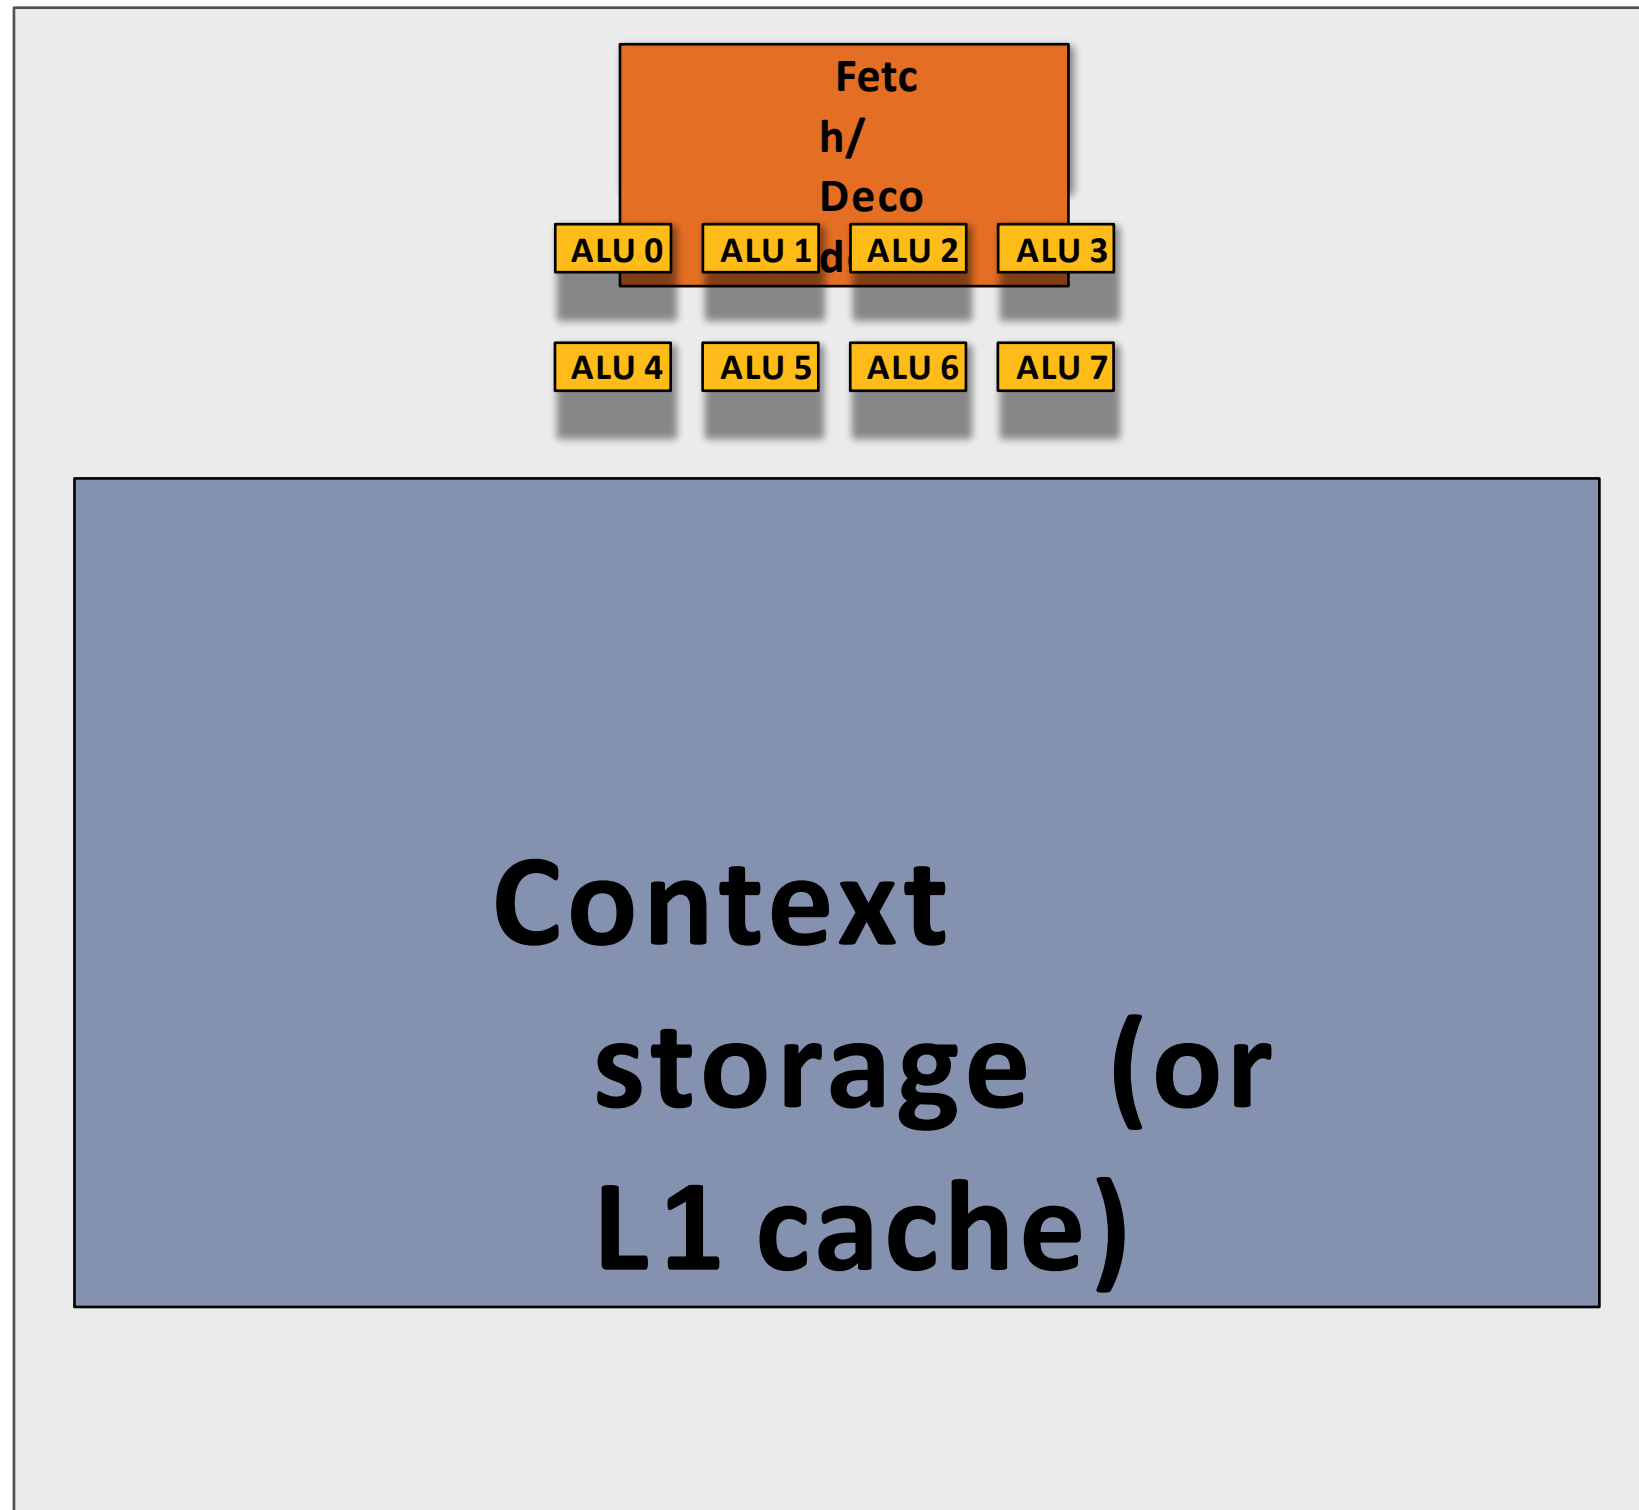 Fetc
h/
Deco
d
ALU 0 ALU 1 ALU 2 ALU 3
ALU 4 ALU 5 ALU 6 ALU 7
Context
storage (or
L1 cache)